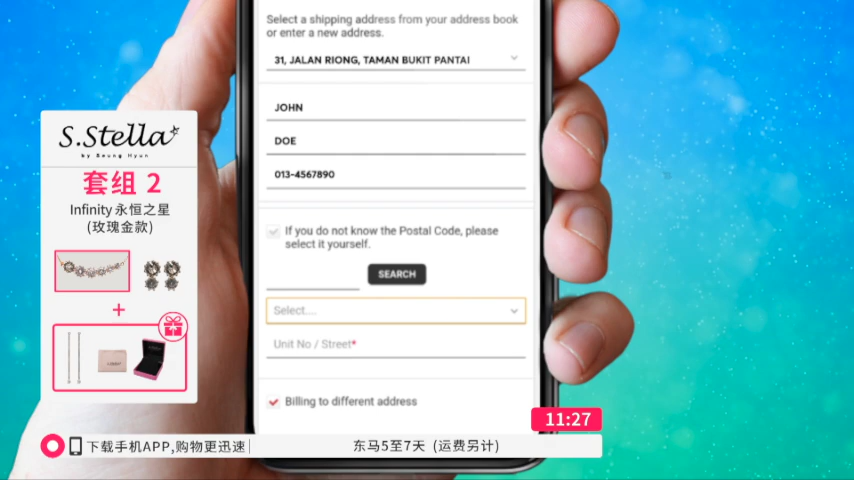 Select a shipping address from your address book
or enter a new address.
31, JALAN RIONG, TAMAN BUKIT PANTAI
JOHN
DOE
013-4567890
If you do not know the Postal Code, please
select it yourself.
SEARCH
Select....
Unit No / Street*
Billing to different address
S.Stella
by Seung Hyun
套组 2
Infinity 永恒之星
(玫瑰金款)
+
11:27
下载手机APP,购物更迅速
东马5至7天 (运费另计)